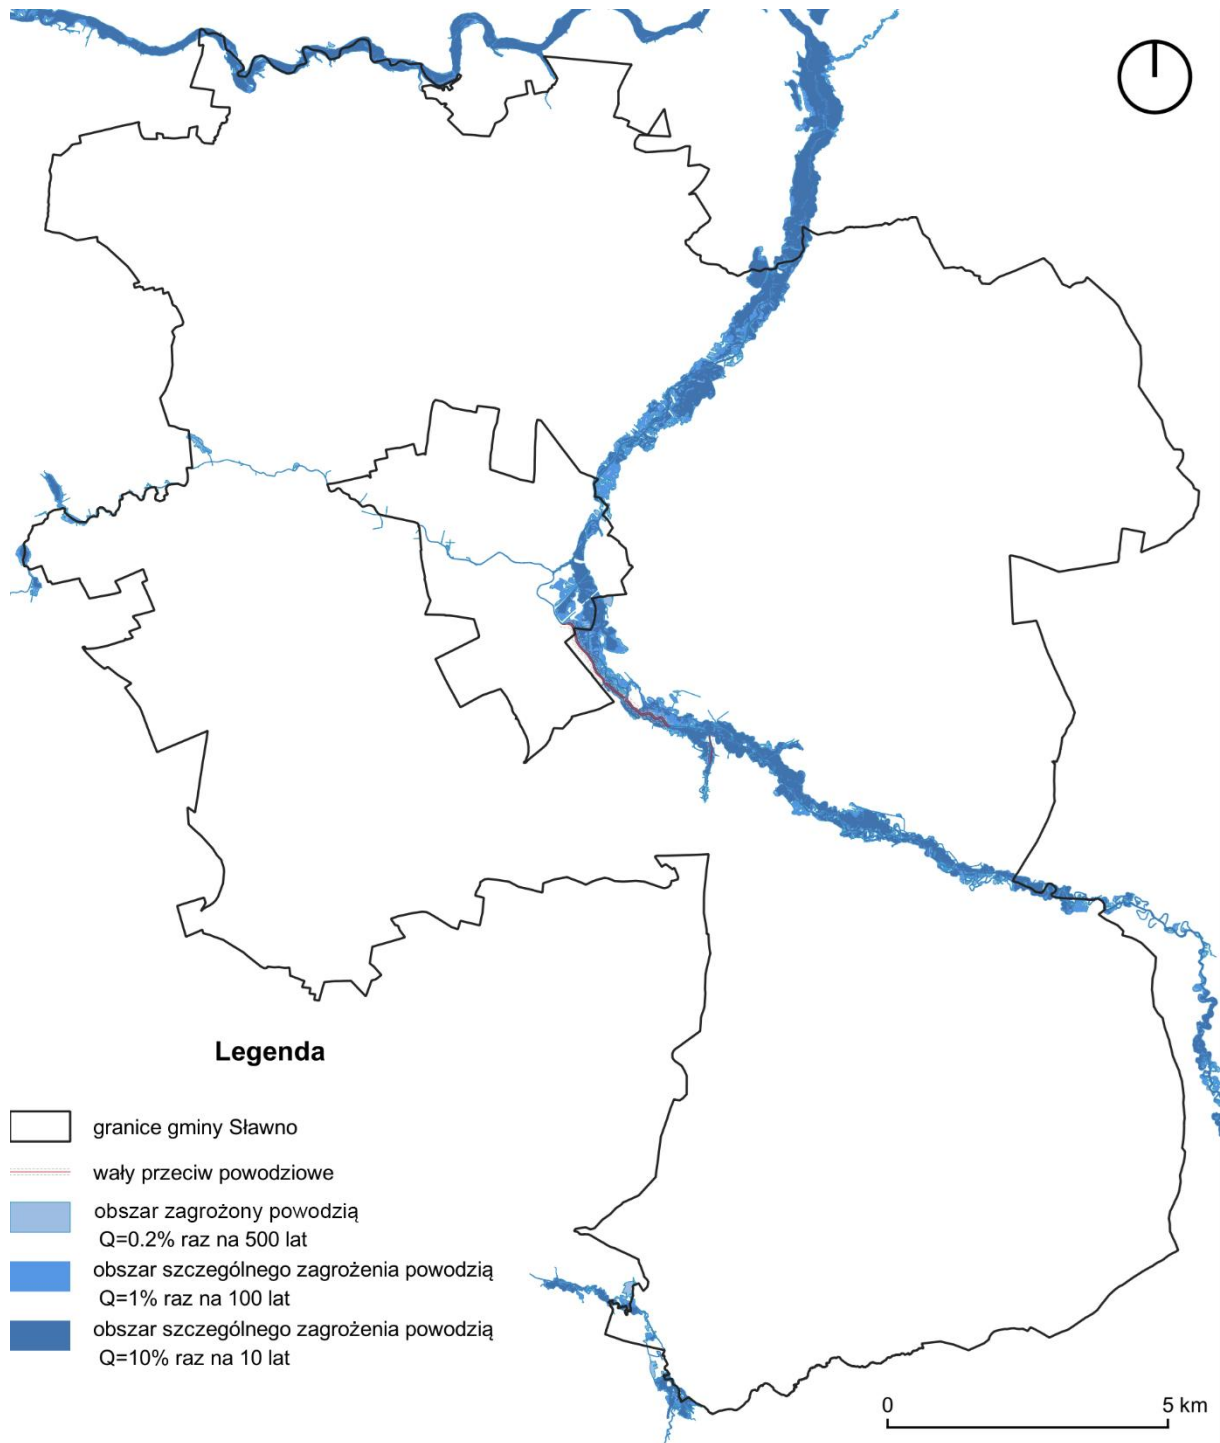 Legenda
granice gminy Sławno
wały przeciw powodziowe
obszar zagrożony powodzią
Q=0.2% raz na 500 lat
obszar szczególnego zagrożenia powodzią
Q=1% raz na 100 lat
obszar szczególnego zagrożenia powodzią
Q=10% raz na 10 lat
0 5 km